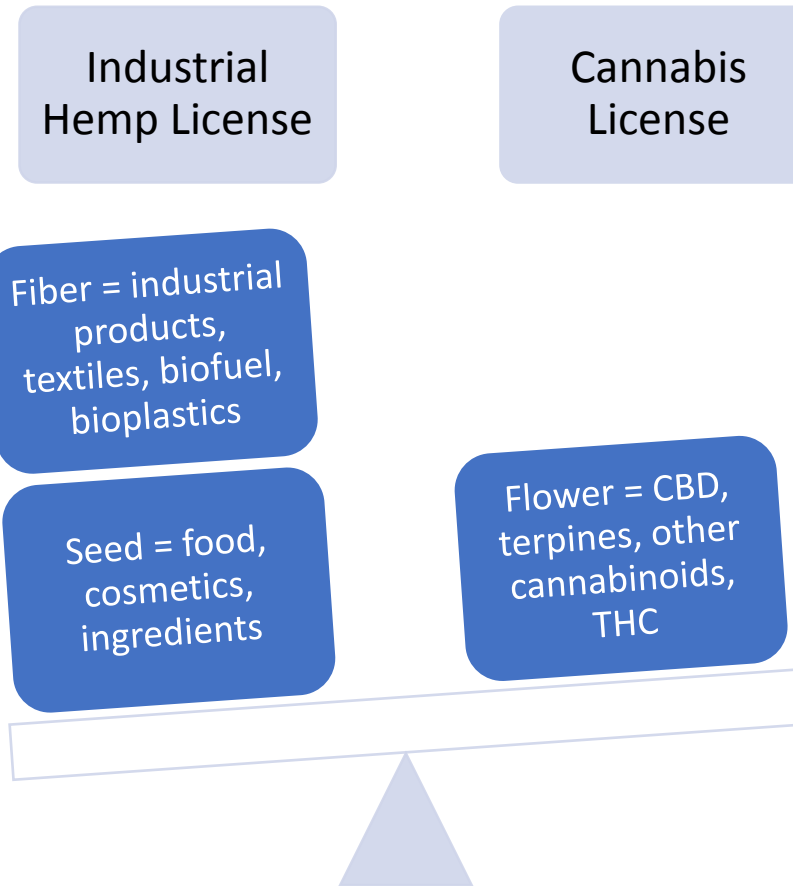 Industrial
Hemp License
Cannabis
License
Fiber = industrial
products,
textiles, biofuel,
bioplastics
Seed = food,
cosmetics,
ingredients
Flower = CBD,
terpines, other
cannabinoids,
THC